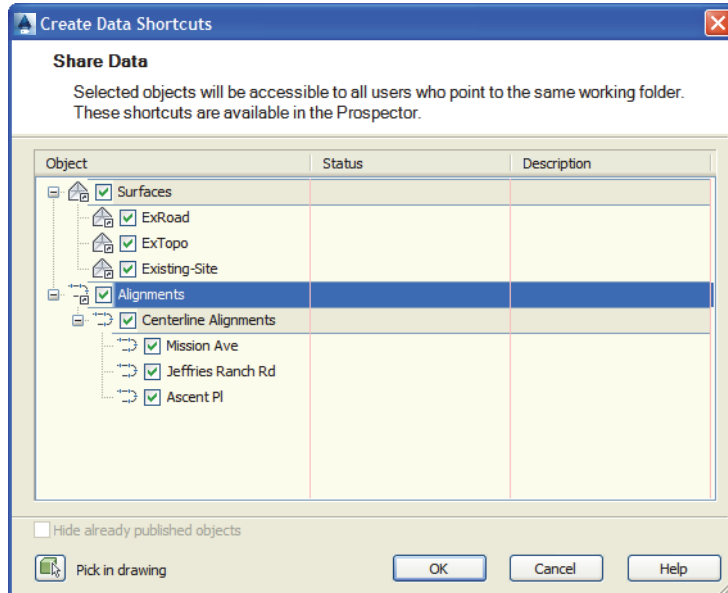 Create Data Shortcuts
Share Data
Selected objects will be accessible to all users who point to the same working folder.
These shortcuts are available in the Prospector.
Object Status Description
Surfaces
ExRoad
ExTopo
Existing-Site
Alignments
Centerline Alignments
Mission Ave
Jeffries Ranch Rd
Ascent Pl
Hide already published objects
Pick in drawing OK Cancel Help